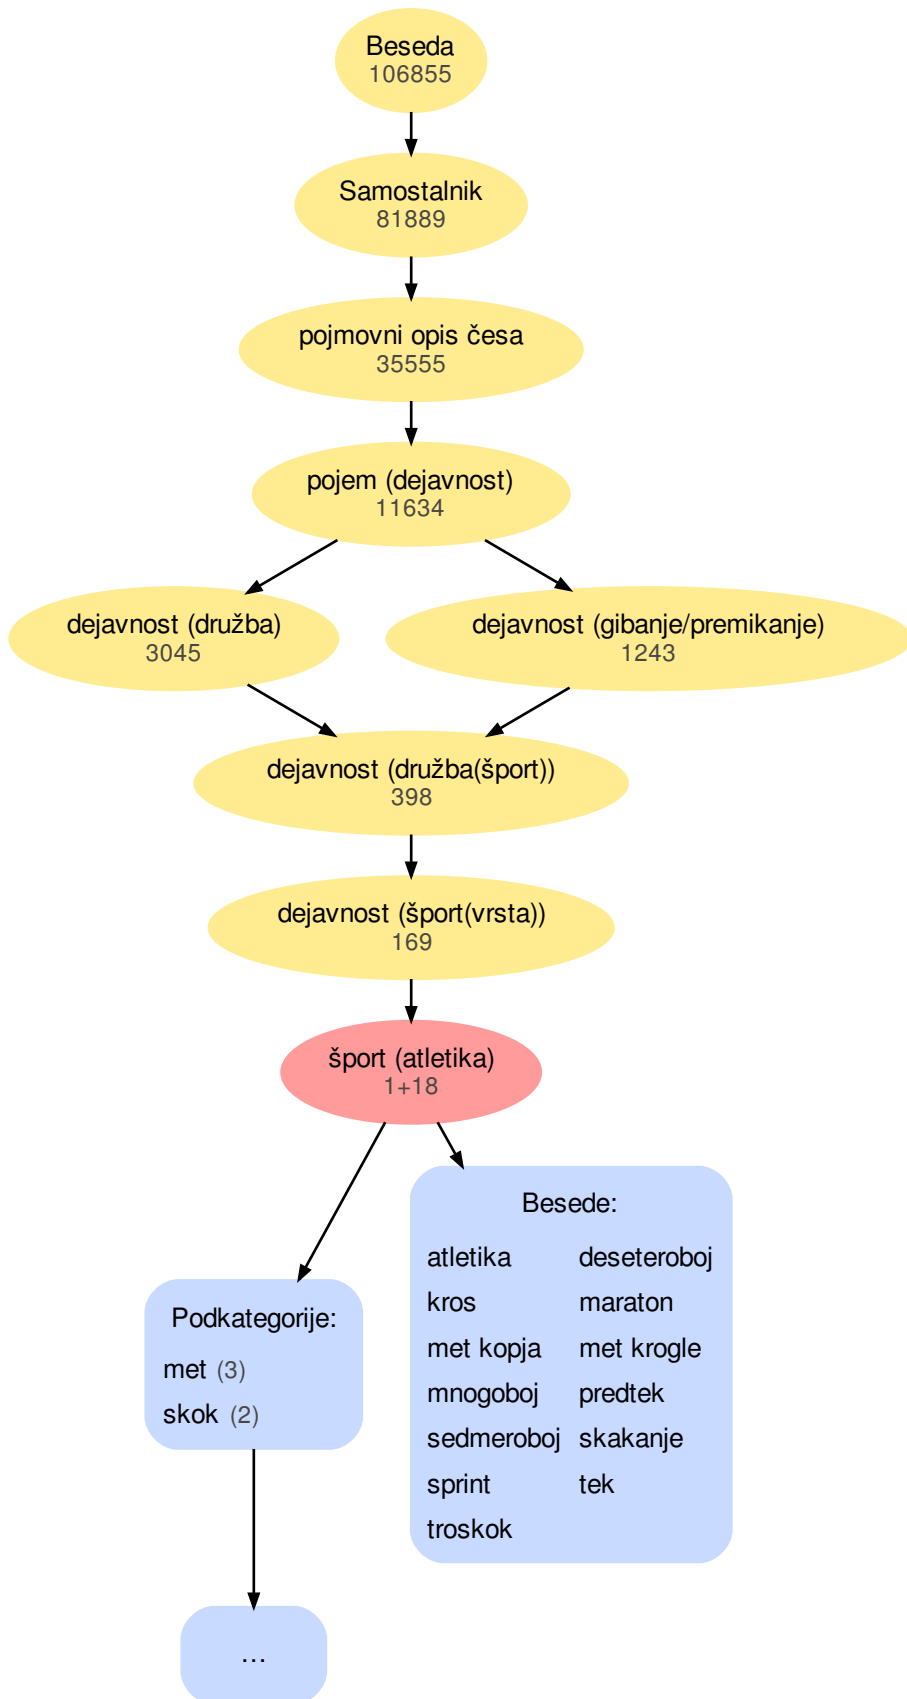 Beseda
106855
Samostalnik
81889
pojmovni opis česa
35555
pojem (dejavnost)
11634
dejavnost (družba)
3045
dejavnost (gibanje/premikanje)
1243
dejavnost (družba(šport))
398
dejavnost (šport(vrsta))
169
šport (atletika)
1+18
Besede:
atletika deseteroboj
kros maraton
met kopja met krogle
mnogoboj predtek
sedmeroboj skakanje
sprint tek
troskok
Podkategorije:
met (3)
skok (2)
...